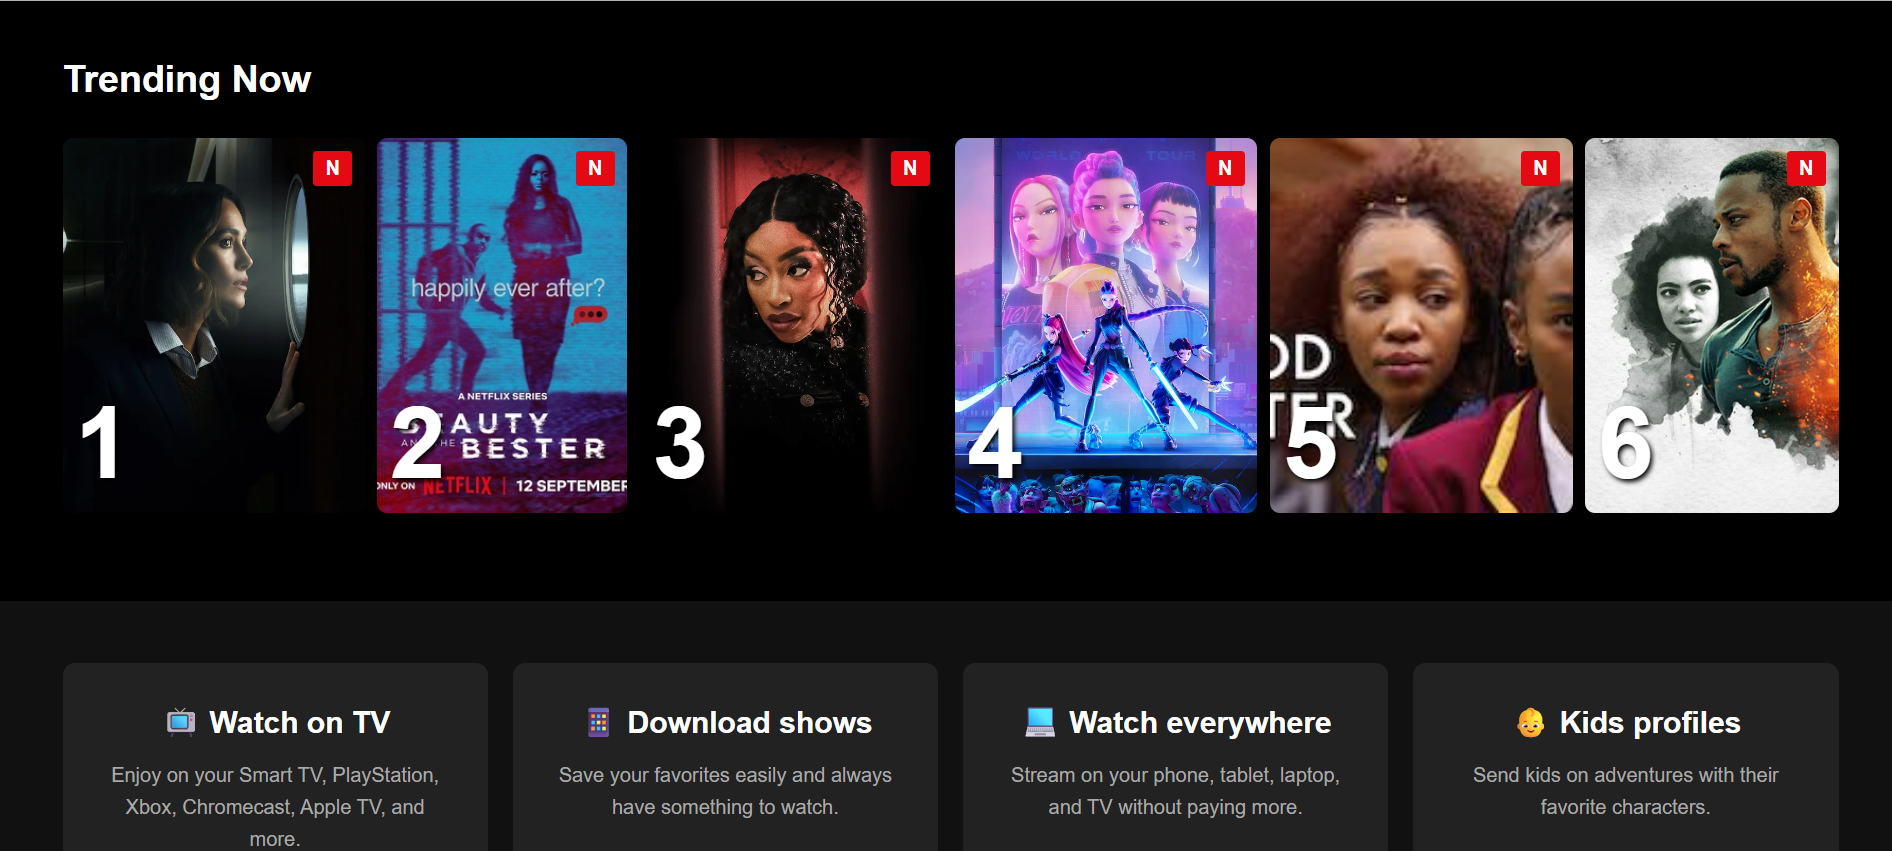 Trending Now
N
N
N
N
N
N
WORLD TOUR
happily ever after?
A NETFLIX SERIES
EAUTY
AND THE
BESTER
ONLY ON NETFLIX | 12 SEPTEMBER
OD
TER
1
2
3
4
5
6
📺 Watch on TV
Enjoy on your Smart TV, PlayStation,
Xbox, Chromecast, Apple TV, and
more.
📱 Download shows
Save your favorites easily and always
have something to watch.
💻 Watch everywhere
Stream on your phone, tablet, laptop,
and TV without paying more.
👶 Kids profiles
Send kids on adventures with their
favorite characters.